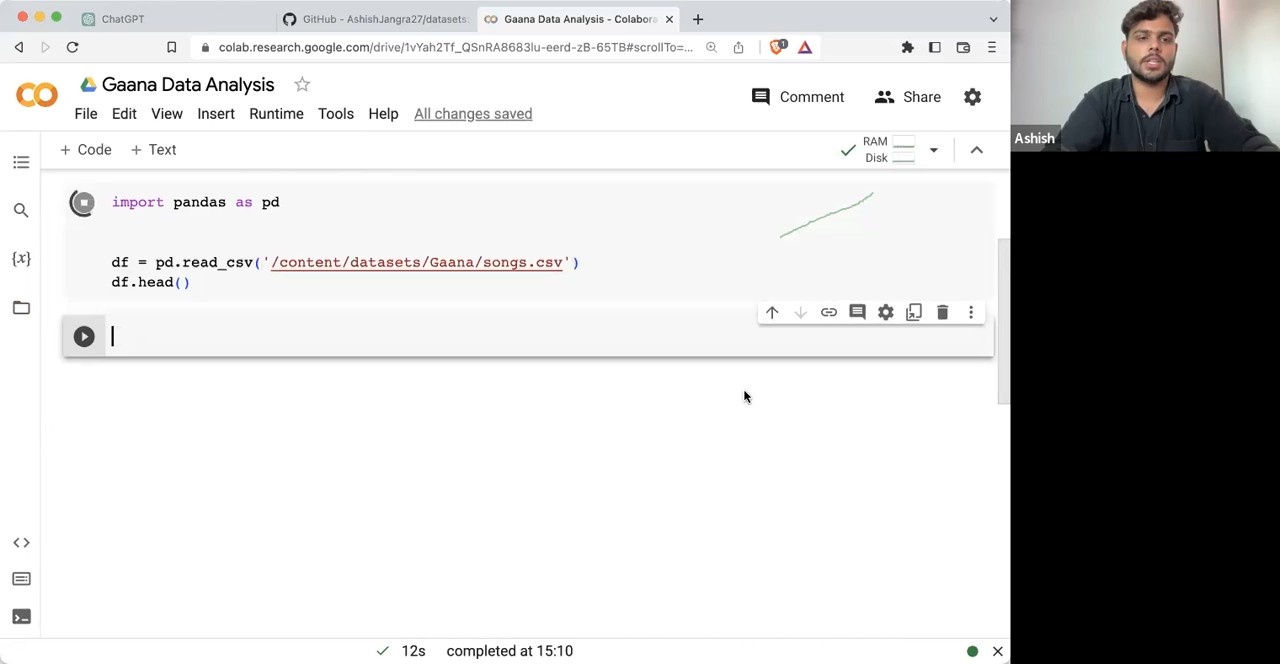 ChatGPT
GitHub - AshishJangra27/datasets
Gaana Data Analysis - Colabora
colab.research.google.com/drive/1vYah2Tf_QSnRA8683lu-eerd-zB-65TB#scrollTo=...
1
Gaana Data Analysis
Comment
Share
File Edit View Insert Runtime Tools Help All changes saved
+ Code + Text
RAM
Disk
import pandas as pd
df = pd.read_csv('/content/datasets/Gaana/songs.csv')
df.head()
{x}
12s completed at 15:10
Ashish